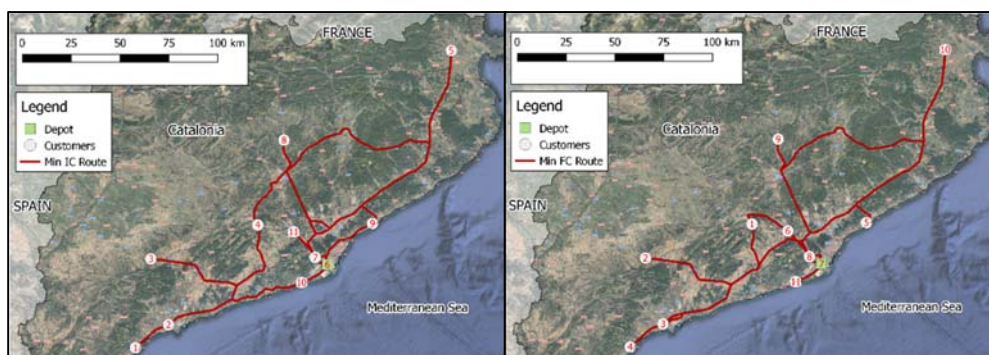 FRANCE
0 25 50 75 100 km
5
Legend
Depot
Customers
Min IC Route
Catalonia
8
SPAIN
4
11
9
3
7
6
10
Mediterranean Sea
2
1
FRANCE
0 25 50 75 100 km
10
Legend
Depot
Customers
Min FC Route
Catalonia
9
SPAIN
1
6
5
2
8
7
11
Mediterranean Sea
3
4